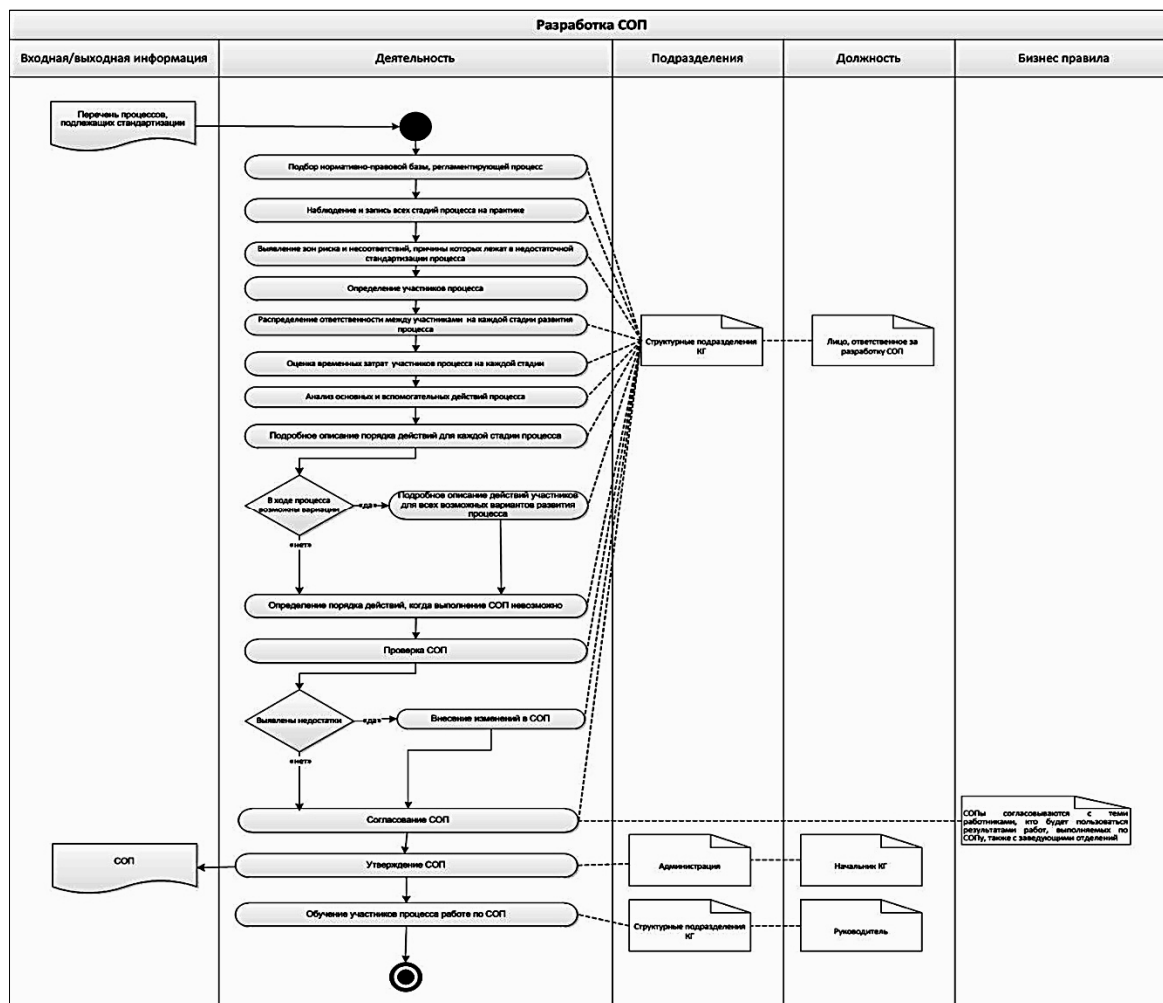 Разработка СОП
Входная/выходная информация
Деятельность
Подразделения
Должность
Бизнес правила
Перечень процессов,
подлежащих стандартизации
Подбор нормативно-правовой базы, регламентирующей процесс
Наблюдение и запись всех стадий процесса на практике
Выявление зон риска и несоответствий, причины которых лежат в недостаточной
стандартизации процесса
Определение участников процесса
Распределение ответственности между участниками на каждой стадии развития
процесса
Структурные подразделения
КГ
Лицо, ответственное за
разработку СОП
Оценка временных затрат участников процесса на каждой стадии
Анализ основных и вспомогательных действий процесса
Подробное описание порядка действий для каждой стадии процесса
В ходе процесса
возможны вариации
«да»
Подробное описание действий участников
для всех возможных вариантов развития
процесса
«нет»
Определение порядка действий, когда выполнение СОП невозможно
Проверка СОП
Выявлены недостатки
«да»
Внесение изменений в СОП
«нет»
Согласование СОП
СОПы согласовываются с теми
работниками, кто будет пользоваться
результатами работ, выполняемых по
СОПу, также с заведующими отделений
СОП
Утверждение СОП
Администрация
Начальник КГ
Обучение участников процесса работе по СОП
Структурные подразделения
КГ
Руководитель